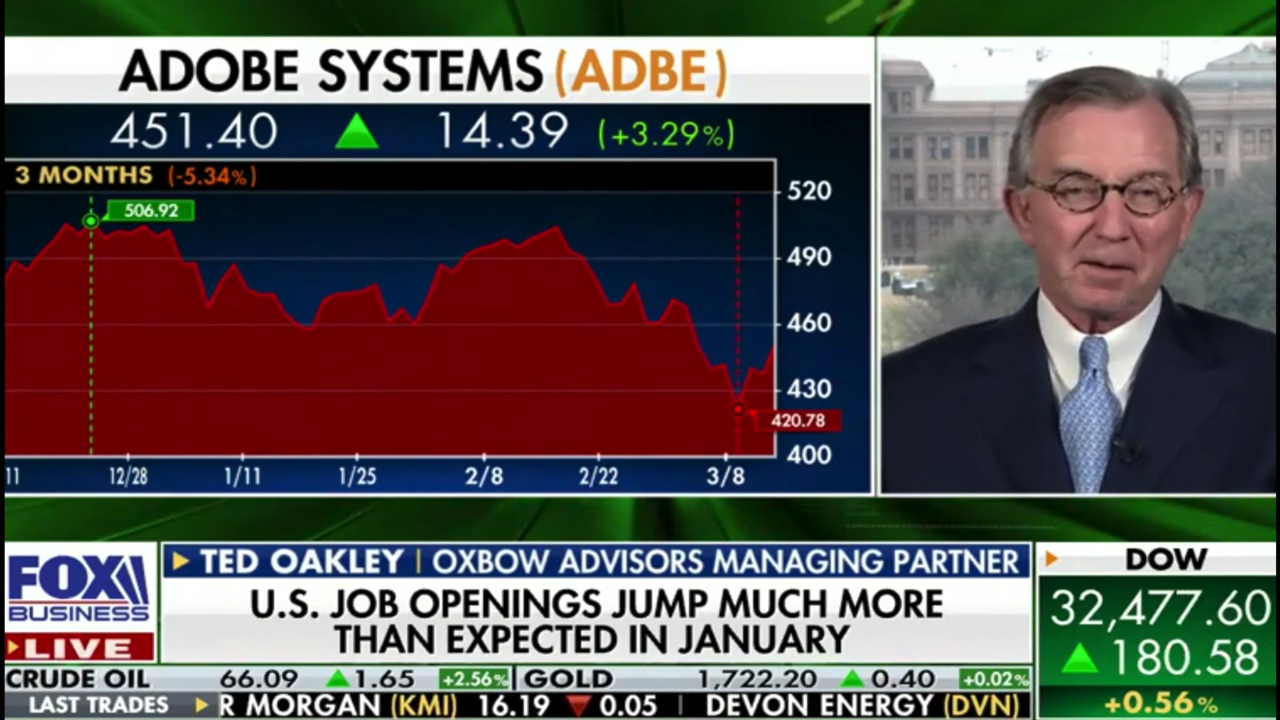 ADOBE SYSTEMS (ADBE)
451.40 ▲ 14.39 (+3.29%)
3 MONTHS (-5.34%)
520
506.92
490
460
430
420.78
400
11 12/28 1/11 1/25 2/8 2/22 3/8
FOX BUSINESS
LIVE
TED OAKLEY | OXBOW ADVISORS MANAGING PARTNER
U.S. JOB OPENINGS JUMP MUCH MORE
THAN EXPECTED IN JANUARY
DOW
32,477.60
▲ 180.58
+0.56%
CRUDE OIL 66.09 ▲ 1.65 +2.56% GOLD 1,722.20 ▲ 0.40 +0.02%
LAST TRADES R MORGAN (KMI) 16.19 ▼ 0.05 | DEVON ENERGY (DVN)